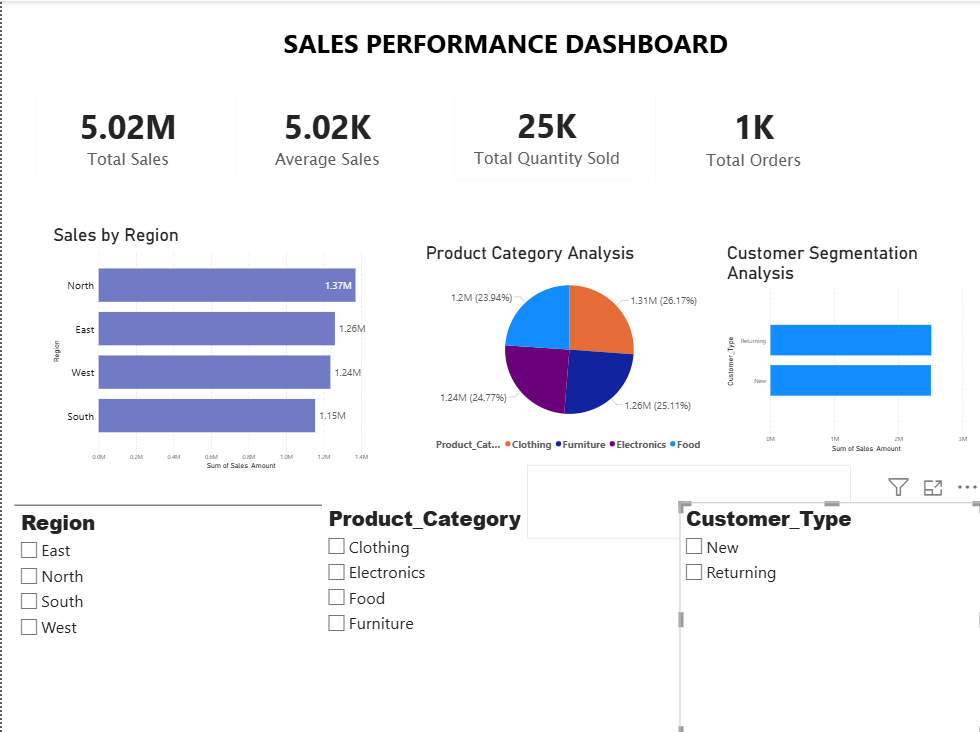 SALES PERFORMANCE DASHBOARD
5.02M
Total Sales
5.02K
Average Sales
25K
Total Quantity Sold
1K
Total Orders
Sales by Region
Region
North
1.37M
East
1.26M
West
1.24M
South
1.15M
0.0M 0.2M 0.4M 0.6M 0.8M 1.0M 1.2M 1.4M
Sum of Sales_Amount
Product Category Analysis
1.2M (23.94%)
1.31M (26.17%)
1.24M (24.77%)
1.26M (25.11%)
Product_Cat... Clothing Furniture Electronics Food
Customer Segmentation
Analysis
Customer_Type
Returning
New
0M 1M 2M 3M
Sum of Sales_Amount
Region
East
North
South
West
Product_Category
Clothing
Electronics
Food
Furniture
Customer_Type
New
Returning